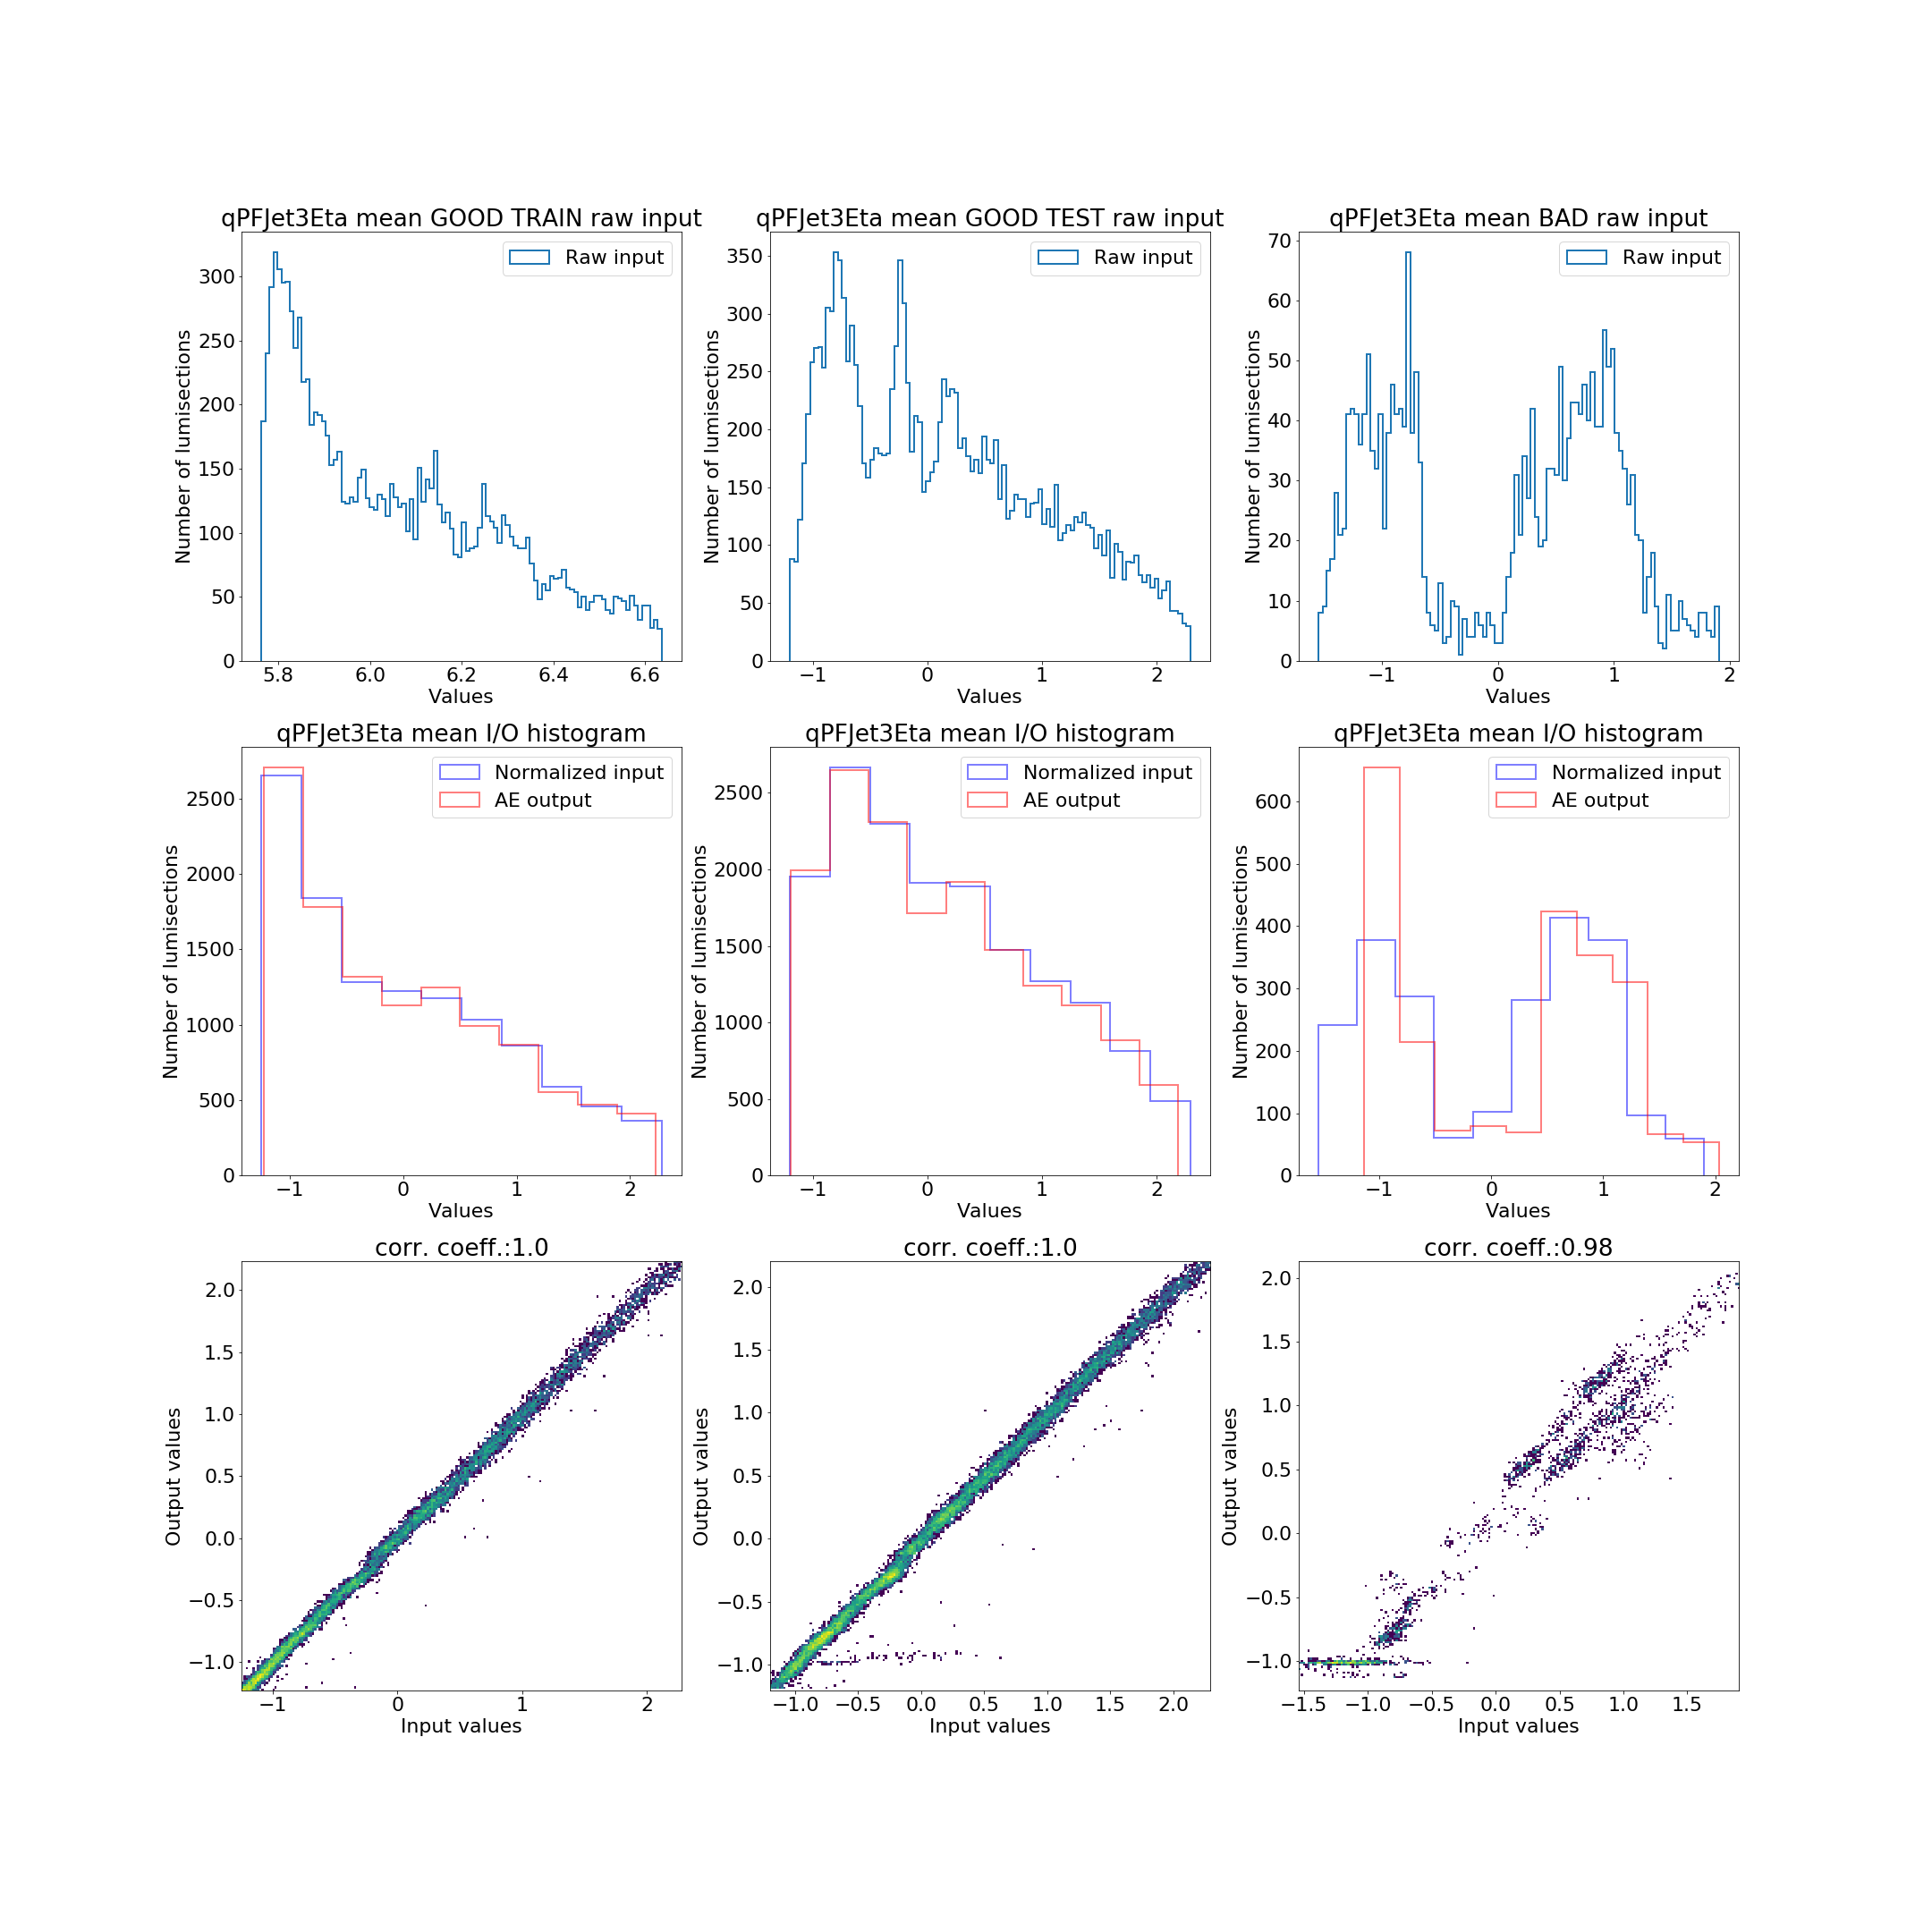 qPFJet3Eta mean GOOD TRAIN raw input
Raw input
Number of lumisections
300
250
200
150
100
50
0
5.8 6.0 6.2 6.4 6.6
Values
qPFJet3Eta mean GOOD TEST raw input
Raw input
Number of lumisections
350
300
250
200
150
100
50
0
−1 0 1 2
Values
qPFJet3Eta mean BAD raw input
Raw input
Number of lumisections
70
60
50
40
30
20
10
0
−1 0 1 2
Values
qPFJet3Eta mean I/O histogram
Normalized input
AE output
Number of lumisections
2500
2000
1500
1000
500
0
−1 0 1 2
Values
qPFJet3Eta mean I/O histogram
Normalized input
AE output
Number of lumisections
2500
2000
1500
1000
500
0
−1 0 1 2
Values
qPFJet3Eta mean I/O histogram
Normalized input
AE output
Number of lumisections
600
500
400
300
200
100
0
−1 0 1 2
Values
corr. coeff.:1.0
Output values
2.0
1.5
1.0
0.5
0.0
−0.5
−1.0
−1 0 1 2
Input values
corr. coeff.:1.0
Output values
2.0
1.5
1.0
0.5
0.0
−0.5
−1.0
−1.0 −0.5 0.0 0.5 1.0 1.5 2.0
Input values
corr. coeff.:0.98
Output values
2.0
1.5
1.0
0.5
0.0
−0.5
−1.0
−1.5 −1.0 −0.5 0.0 0.5 1.0 1.5
Input values